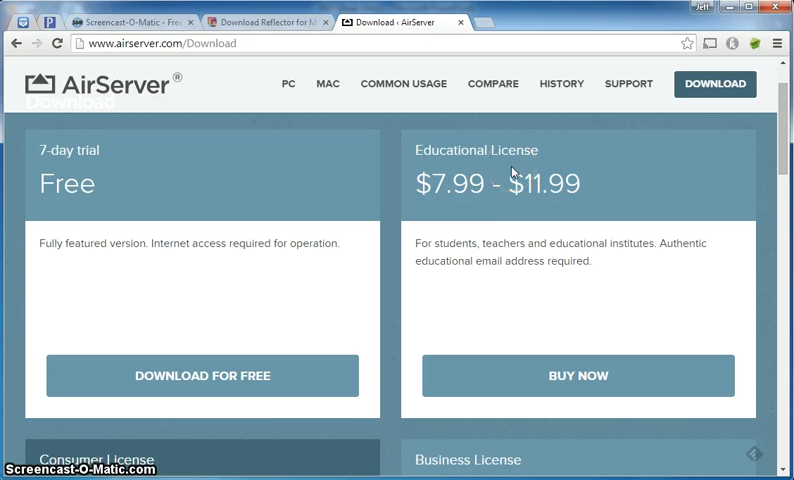 Jeff
Screencast-O-Matic - Free
Download Reflector for M
Download ‹ AirServer
www.airserver.com/Download
AirServer®
Download
PC
MAC
COMMON USAGE
COMPARE
HISTORY
SUPPORT
DOWNLOAD
7-day trial
Free
Fully featured version. Internet access required for operation.
DOWNLOAD FOR FREE
Educational License
$7.99 - $11.99
For students, teachers and educational institutes. Authentic
educational email address required.
BUY NOW
Consumer License
Business License
Screencast-O-Matic.com